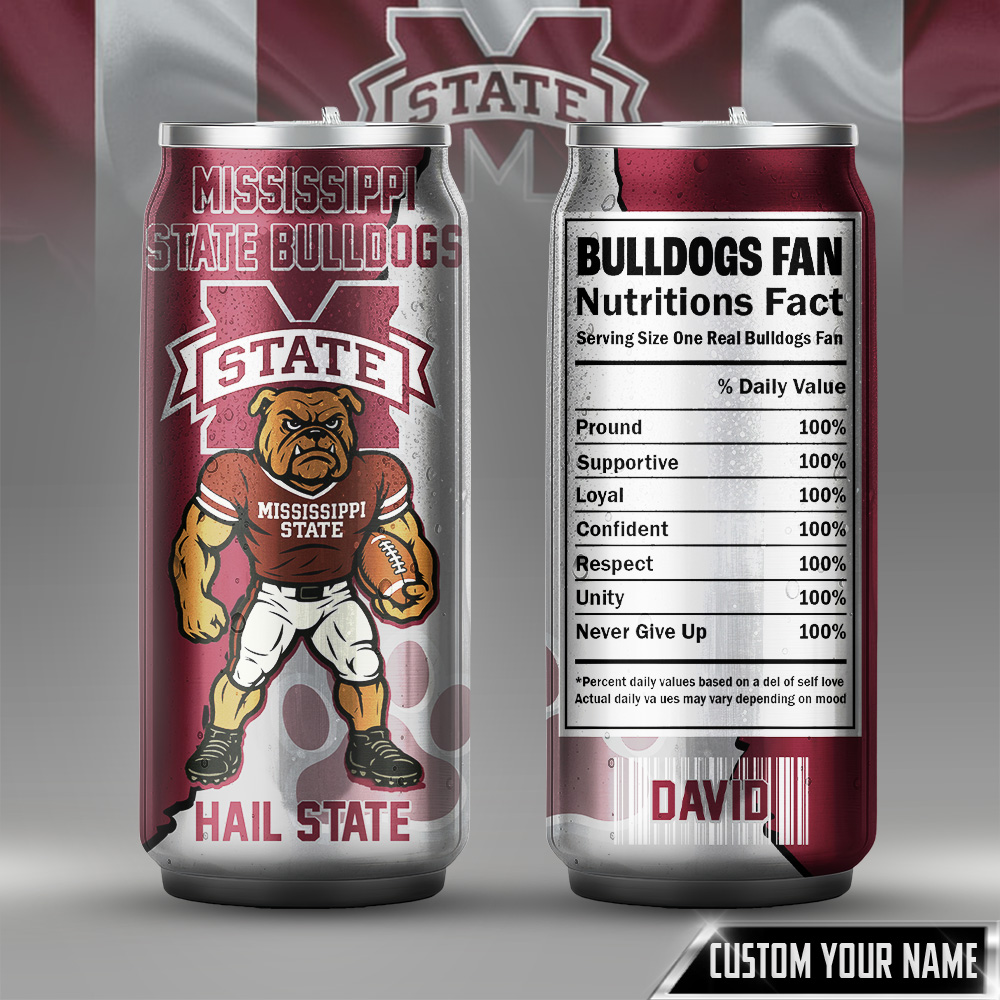 STATE
MISSISSIPPI
STATE BULLDOGS
STATE
MISSISSIPPI
STATE
HAIL STATE
BULLDOGS FAN
Nutritions Fact
Serving Size One Real Bulldogs Fan
% Daily Value
Pround 100%
Supportive 100%
Loyal 100%
Confident 100%
Respect 100%
Unity 100%
Never Give Up 100%
*Percent daily values based on a del of self love
Actual daily va ues may vary depending on mood
DAVID
CUSTOM YOUR NAME